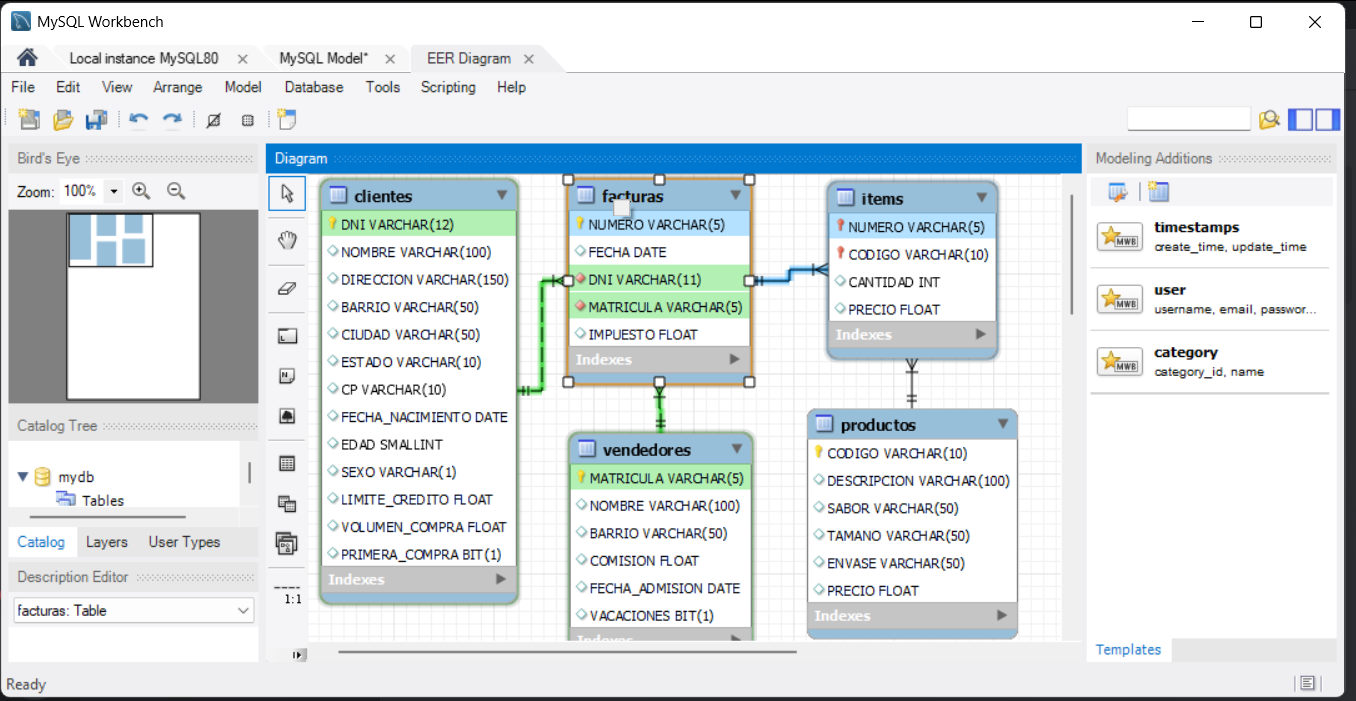 MySQL Workbench
Local instance MySQL80
MySQL Model*
EER Diagram
File Edit View Arrange Model Database Tools Scripting Help
Bird's Eye
Zoom: 100%
Catalog Tree
mydb
Tables
Catalog Layers User Types
Description Editor
facturas: Table
Diagram
1:1
clientes
DNI VARCHAR(12)
NOMBRE VARCHAR(100)
DIRECCION VARCHAR(150)
BARRIO VARCHAR(50)
CIUDAD VARCHAR(50)
ESTADO VARCHAR(10)
CP VARCHAR(10)
FECHA_NACIMIENTO DATE
EDAD SMALLINT
SEXO VARCHAR(1)
LIMITE_CREDITO FLOAT
VOLUMEN_COMPRA FLOAT
PRIMERA_COMPRA BIT(1)
Indexes
facturas
NUMERO VARCHAR(5)
FECHA DATE
DNI VARCHAR(11)
MATRICULA VARCHAR(5)
IMPUESTO FLOAT
Indexes
vendedores
MATRICULA VARCHAR(5)
NOMBRE VARCHAR(100)
BARRIO VARCHAR(50)
COMISION FLOAT
FECHA_ADMISION DATE
VACACIONES BIT(1)
Indexes
items
NUMERO VARCHAR(5)
CODIGO VARCHAR(10)
CANTIDAD INT
PRECIO FLOAT
Indexes
productos
CODIGO VARCHAR(10)
DESCRIPCION VARCHAR(100)
SABOR VARCHAR(50)
TAMANO VARCHAR(50)
ENVASE VARCHAR(50)
PRECIO FLOAT
Indexes
Modeling Additions
MWB
timestamps
create_time, update_time
MWB
user
username, email, passwor...
MWB
category
category_id, name
Templates
Ready